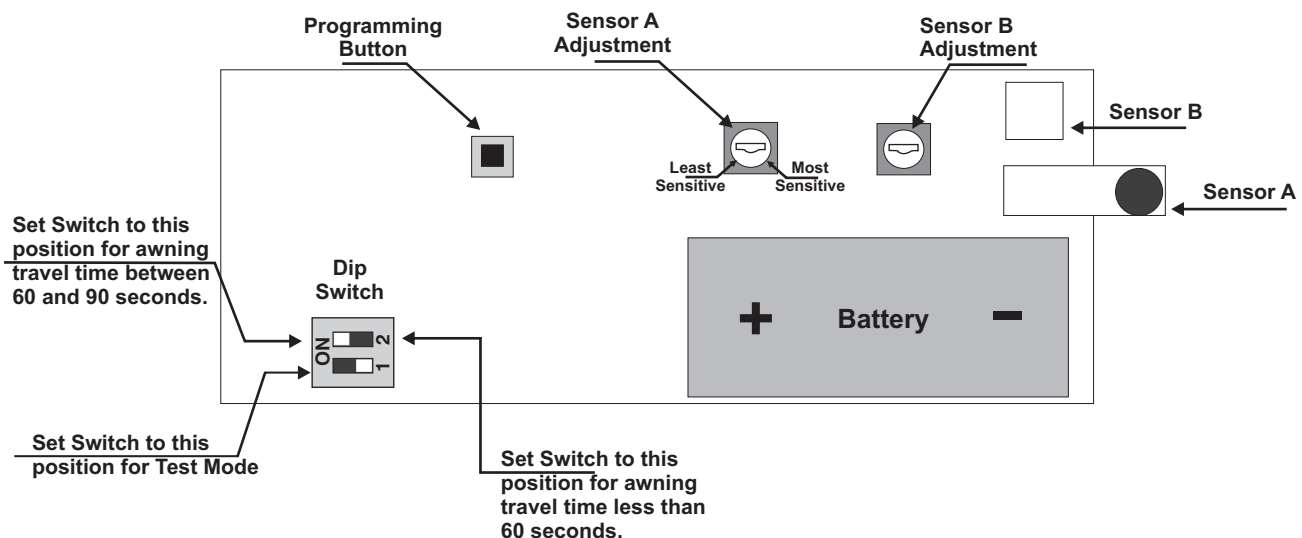 Programming
Button
Sensor A
Adjustment
Sensor B
Adjustment
Sensor B
Least
Sensitive
Most
Sensitive
Sensor A
Set Switch to this
position for awning
travel time between
60 and 90 seconds.
Dip
Switch
ON
2
1
+
Battery
-
Set Switch to this
position for Test Mode
Set Switch to this
position for awning
travel time less than
60 seconds.